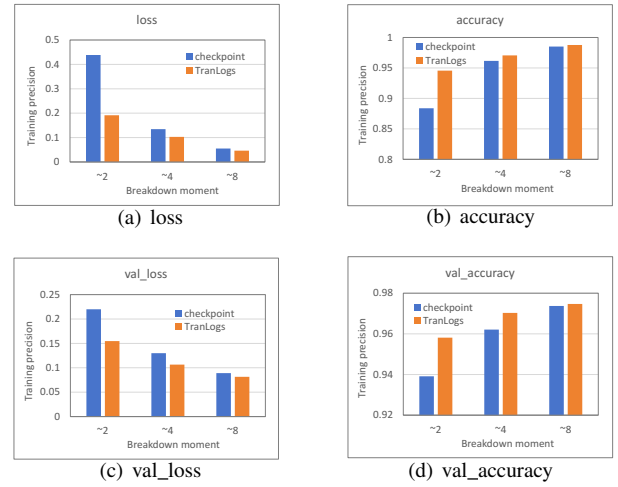 loss
0.5
0.4
0.3
0.2
0.1
0
checkpoint
TranLogs
Training precision
~2 ~4 ~8
Breakdown moment
(a) loss
accuracy
1
0.95
0.9
0.85
0.8
checkpoint
TranLogs
Training precision
~2 ~4 ~8
Breakdown moment
(b) accuracy
val_loss
0.25
0.2
0.15
0.1
0.05
0
checkpoint
TranLogs
Training precision
~2 ~4 ~8
Breakdown moment
(c) val_loss
val_accuracy
0.98
0.96
0.94
0.92
checkpoint
TranLogs
Training precision
~2 ~4 ~8
Breakdown moment
(d) val_accuracy